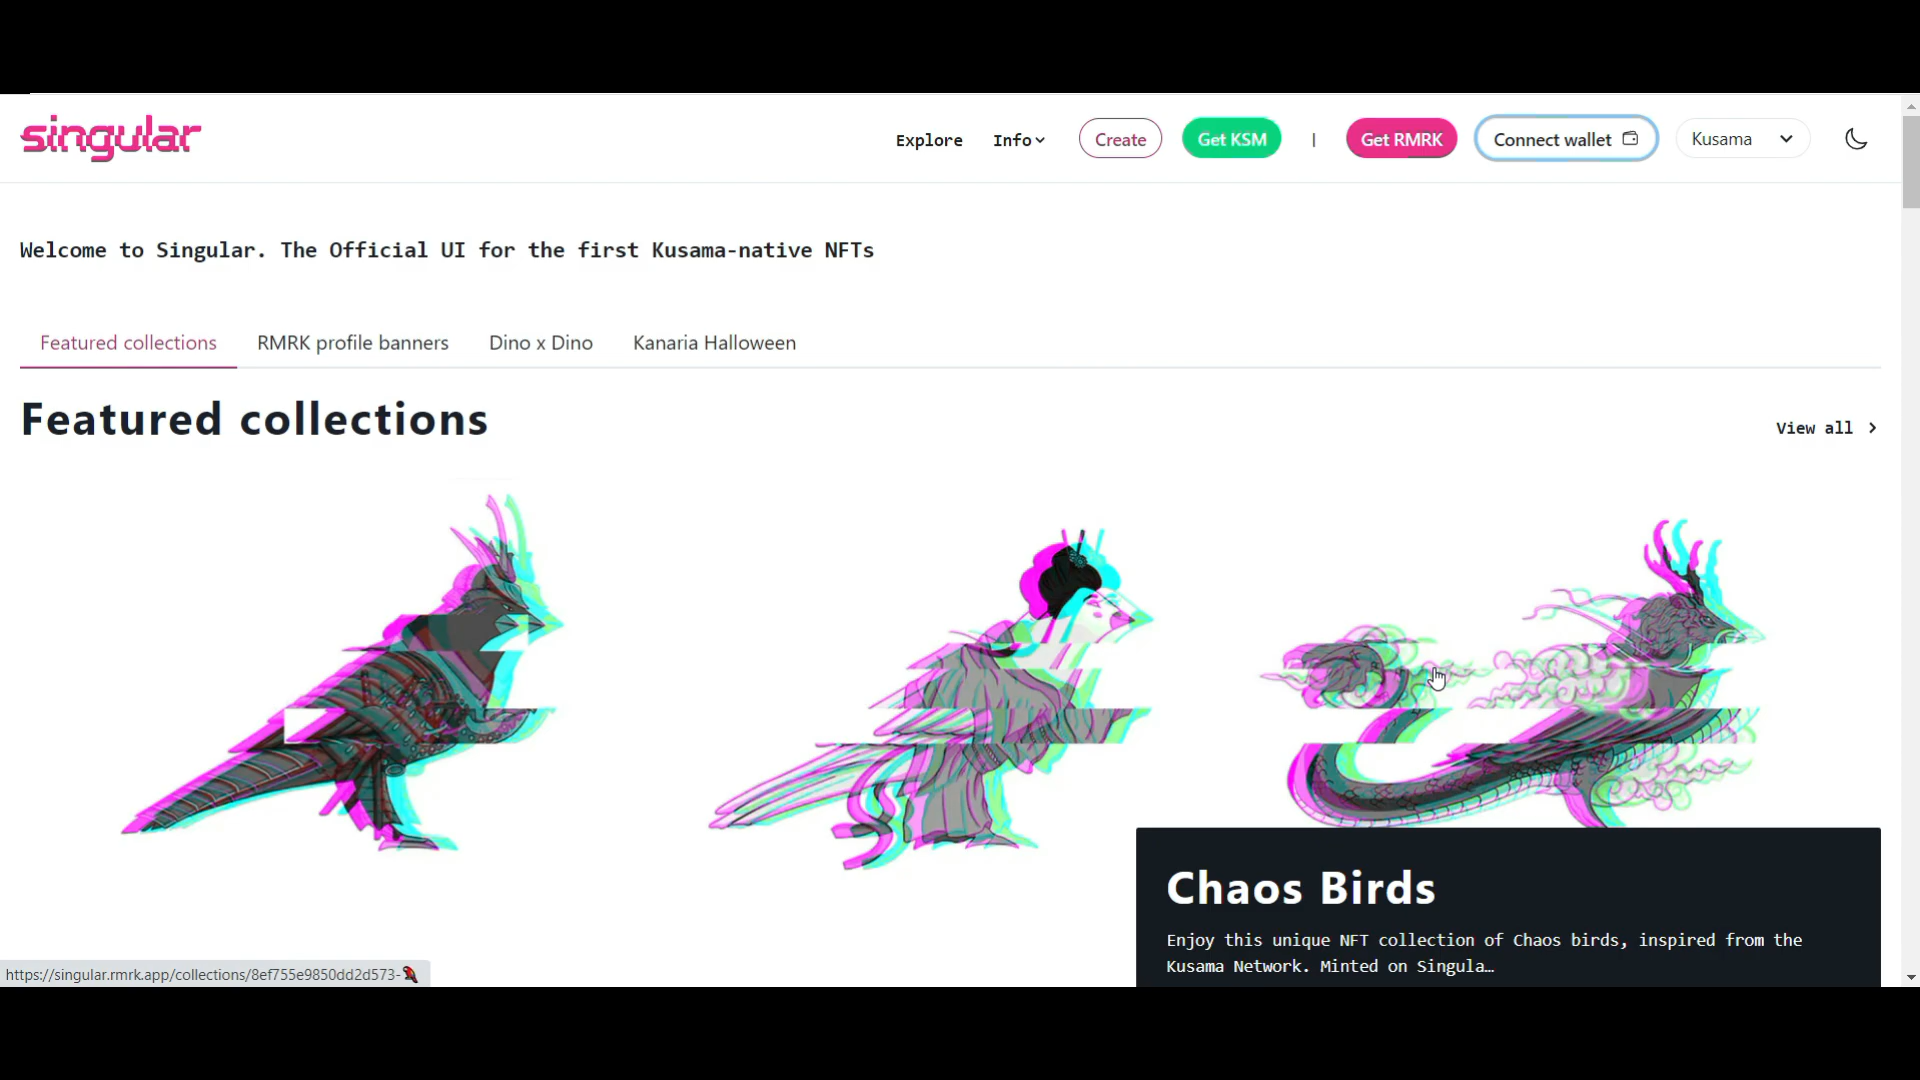 singular
Explore
Info
Create
Get KSM
|
Get RMRK
Connect wallet
Kusama
Welcome to Singular. The Official UI for the first Kusama-native NFTs
Featured collections
RMRK profile banners
Dino x Dino
Kanaria Halloween
Featured collections
View all
Chaos Birds
Enjoy this unique NFT collection of Chaos birds, inspired from the
Kusama Network. Minted on Singula…
https://singular.rmrk.app/collections/8ef755e9850dd2d573-